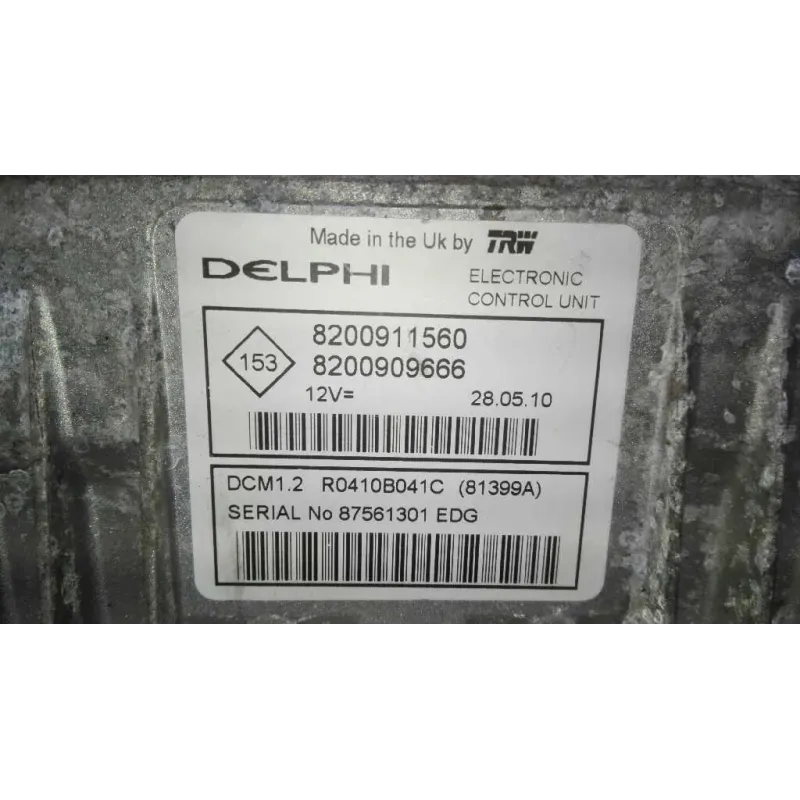 Made in the Uk by TRW
DELPHI
ELECTRONIC
CONTROL UNIT
153
8200911560
8200909666
12V=
28.05.10
DCM1.2 R0410B041C (81399A)
SERIAL No 87561301 EDG